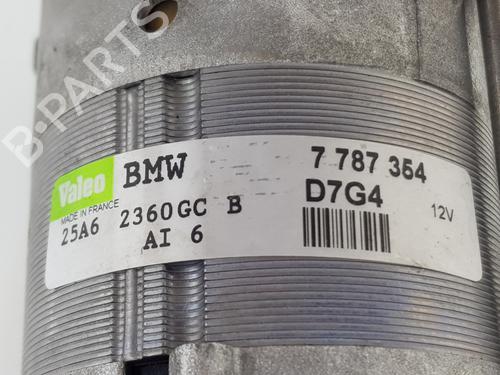 B-PARTS
Valeo BMW 7 787 354
MADE IN FRANCE D7G4 12V
25A6 2360GC B
AI 6